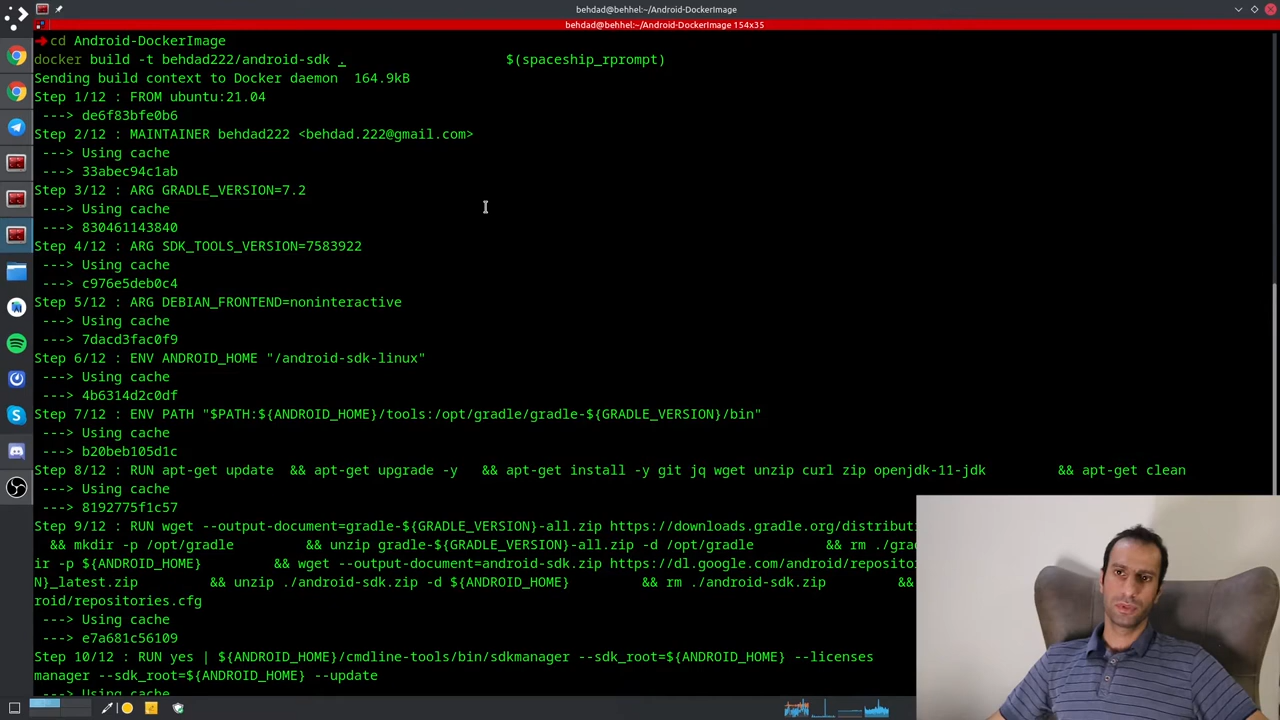 behdad@behhel:~/Android-DockerImage
behdad@behhel:~/Android-DockerImage 154x35
cd Android-DockerImage
docker build -t behdad222/android-sdk . $(spaceship_rprompt)
Sending build context to Docker daemon  164.9kB
Step 1/12 : FROM ubuntu:21.04
---> de6f83bfe0b6
Step 2/12 : MAINTAINER behdad222 <behdad.222@gmail.com>
---> Using cache
---> 33abec94c1ab
Step 3/12 : ARG GRADLE_VERSION=7.2
---> Using cache
---> 830461143840
Step 4/12 : ARG SDK_TOOLS_VERSION=7583922
---> Using cache
---> c976e5deb0c4
Step 5/12 : ARG DEBIAN_FRONTEND=noninteractive
---> Using cache
---> 7dacd3fac0f9
Step 6/12 : ENV ANDROID_HOME "/android-sdk-linux"
---> Using cache
---> 4b6314d2c0df
Step 7/12 : ENV PATH "$PATH:${ANDROID_HOME}/tools:/opt/gradle/gradle-${GRADLE_VERSION}/bin"
---> Using cache
---> b20beb105d1c
Step 8/12 : RUN apt-get update  && apt-get upgrade -y   && apt-get install -y git jq wget unzip curl zip openjdk-11-jdk   && apt-get clean
---> Using cache
---> 8192775f1c57
Step 9/12 : RUN wget --output-document=gradle-${GRADLE_VERSION}-all.zip https://downloads.gradle.org/distributi
&& mkdir -p /opt/gradle   && unzip gradle-${GRADLE_VERSION}-all.zip -d /opt/gradle   && rm ./grad
ir -p ${ANDROID_HOME}   && wget --output-document=android-sdk.zip https://dl.google.com/android/reposito
N}_latest.zip   && unzip ./android-sdk.zip -d ${ANDROID_HOME}   && rm ./android-sdk.zip   &&
roid/repositories.cfg
---> Using cache
---> e7a681c56109
Step 10/12 : RUN yes | ${ANDROID_HOME}/cmdline-tools/bin/sdkmanager --sdk_root=${ANDROID_HOME} --licenses
manager --sdk_root=${ANDROID_HOME} --update
---> Using cache